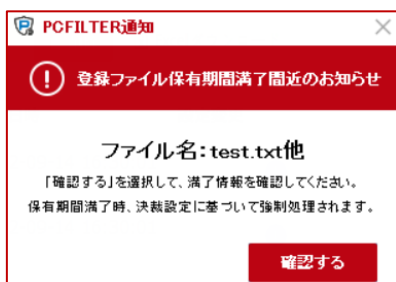 PCFILTER通知
登録ファイル保有期間満了間近のお知らせ
ファイル名:test.txt他
「確認する」を選択して、満了情報を確認してください。
保有期間満了時、決裁設定に基づいて強制処理されます。
確認する